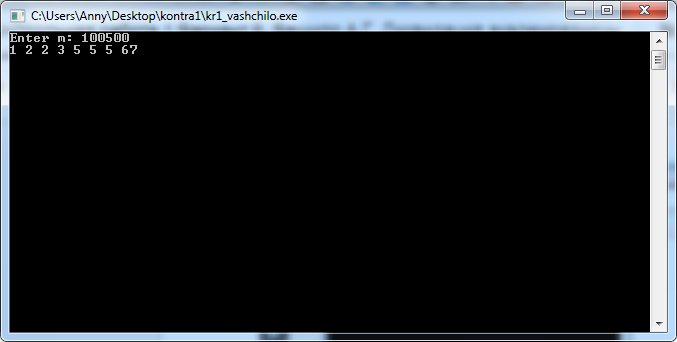 C:\Users\Anny\Desktop\kontra1\kr1_vashchilo.exe
Enter m: 100500
1 2 2 3 5 5 5 67